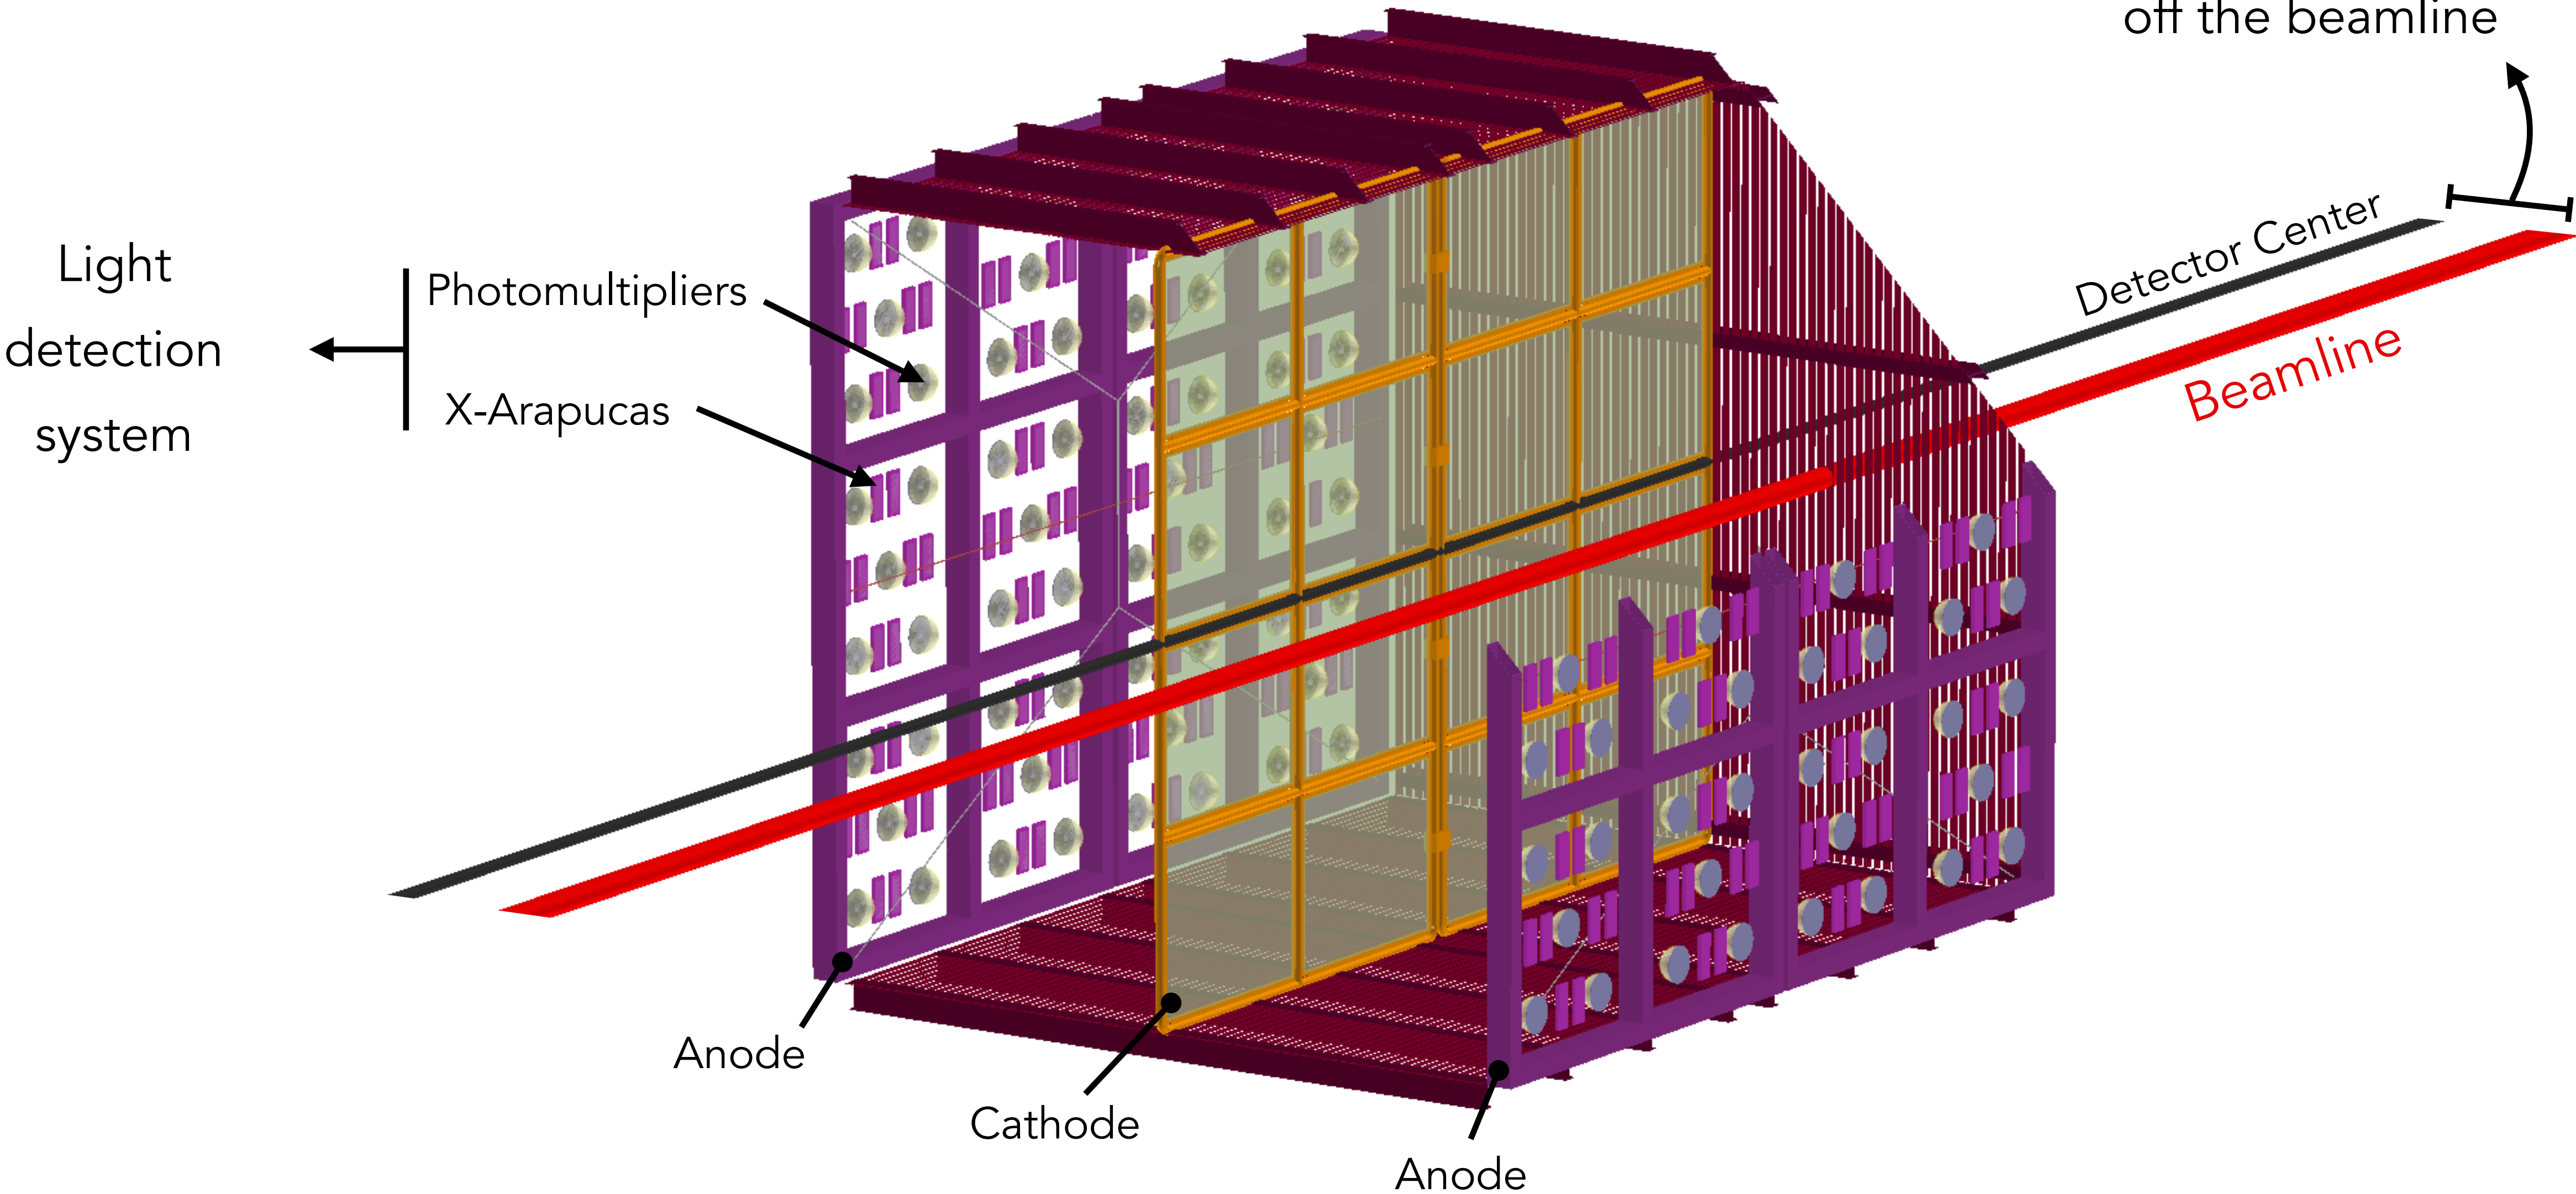 off the beamline
Light
detection
system
Photomultipliers
X-Arapucas
Detector Center
Beamline
Anode
Cathode
Anode